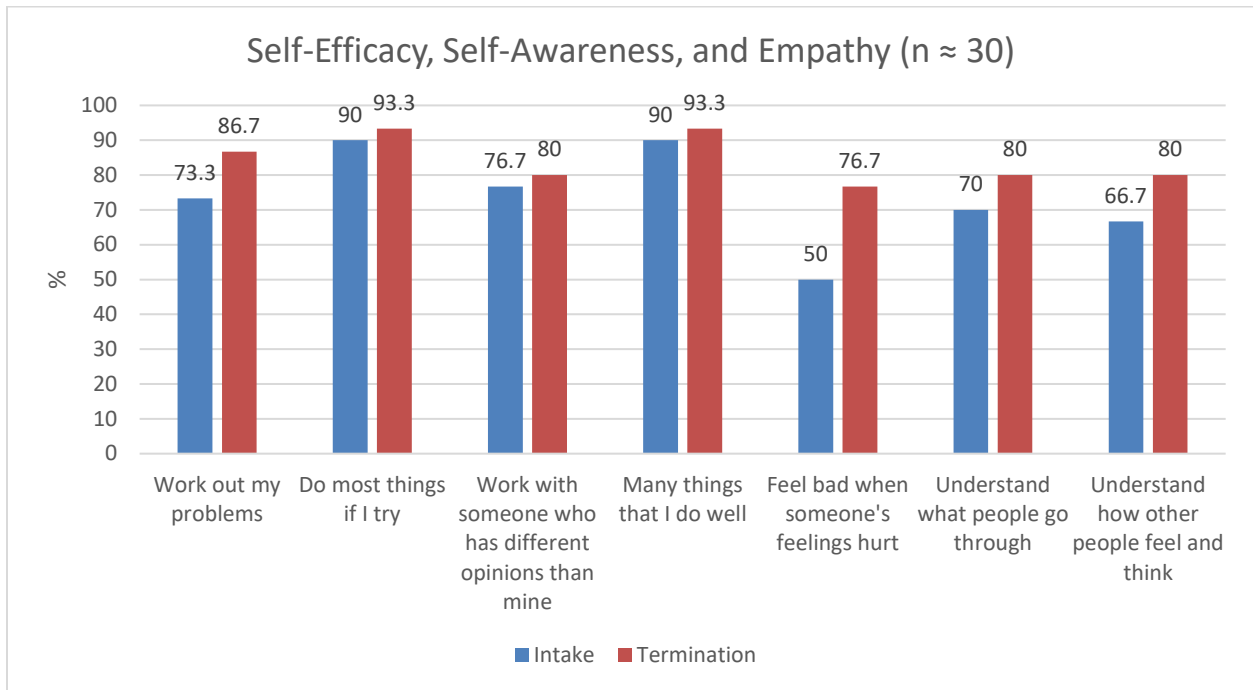 Self-Efficacy, Self-Awareness, and Empathy (n ≈ 30)
100
90
80
70
60
50
40
30
20
10
0
%
73.3
86.7
90
93.3
76.7
80
90
93.3
50
76.7
70
80
66.7
80
Work out my
problems
Do most things
if I try
Work with
someone who
has different
opinions than
mine
Many things
that I do well
Feel bad when
someone's
feelings hurt
Understand
what people go
through
Understand
how other
people feel and
think
Intake
Termination